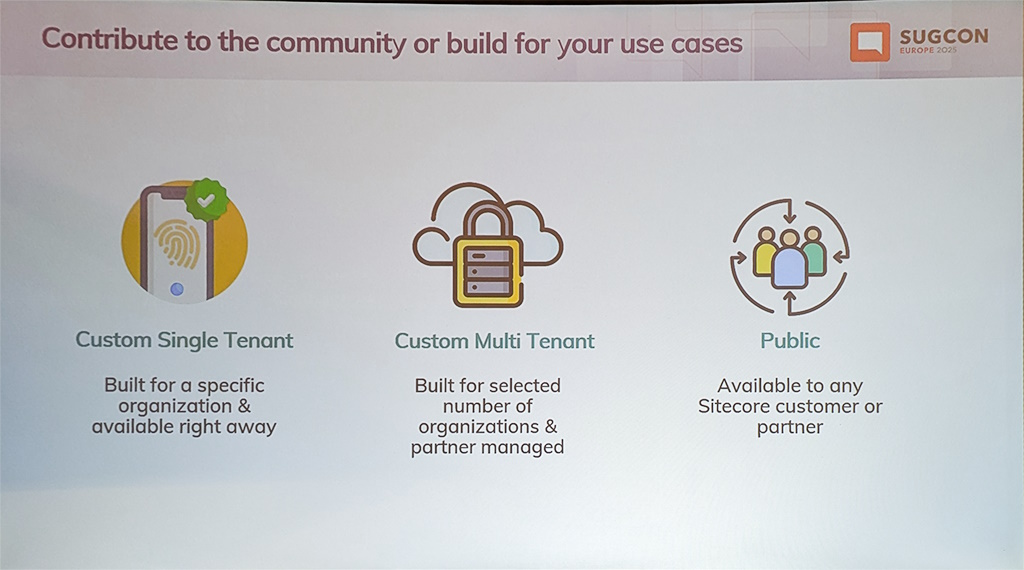 Contribute to the community or build for your use cases
SUGCON
EUROPE 2025
Custom Single Tenant
Built for a specific
organization &
available right away
Custom Multi Tenant
Built for selected
number of
organizations &
partner managed
Public
Available to any
Sitecore customer or
partner